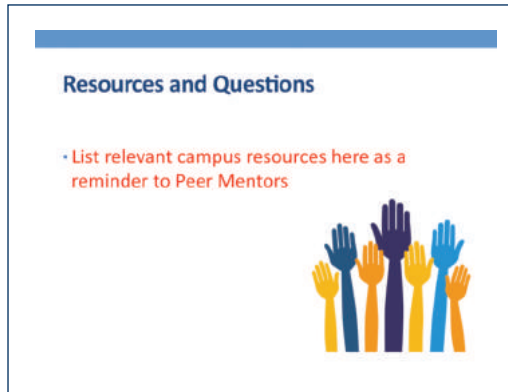 Resources and Questions
• List relevant campus resources here as a
reminder to Peer Mentors